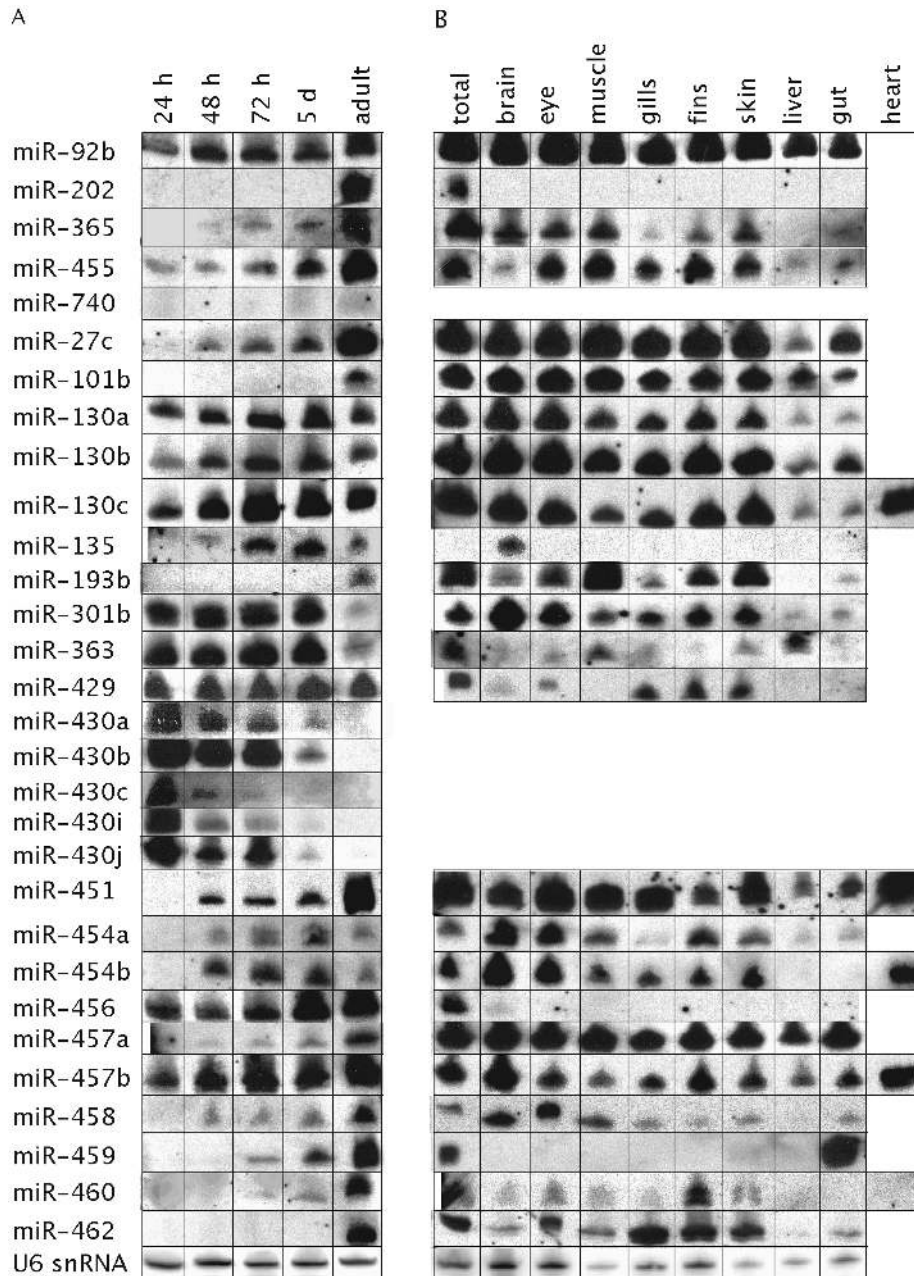 A
B
24 h 48 h 72 h 5 d adult
total brain eye muscle gills fins skin liver gut heart
miR-92b
miR-202
miR-365
miR-455
miR-740
miR-27c
miR-101b
miR-130a
miR-130b
miR-130c
miR-135
miR-193b
miR-301b
miR-363
miR-429
miR-430a
miR-430b
miR-430c
miR-430i
miR-430j
miR-451
miR-454a
miR-454b
miR-456
miR-457a
miR-457b
miR-458
miR-459
miR-460
miR-462
U6 snRNA